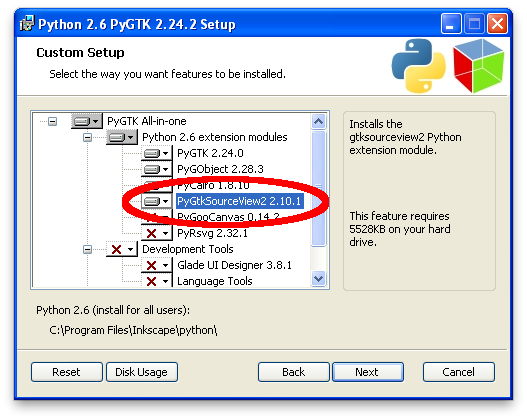 Python 2.6 PyGTK 2.24.2 Setup
Custom Setup
Select the way you want features to be installed.
PyGTK All-in-one
Python 2.6 extension modules
PyGTK 2.24.0
PyGObject 2.28.3
PyCairo 1.8.10
PyGtkSourceView2 2.10.1
PyGooCanvas 0.14.2
PyRsvg 2.32.1
Development Tools
Glade UI Designer 3.8.1
Language Tools
Installs the
gtksourceview2 Python
extension module.
This feature requires
5528KB on your hard
drive.
Python 2.6 (install for all users):
C:\Program Files\Inkscape\python\
Reset
Disk Usage
Back
Next
Cancel